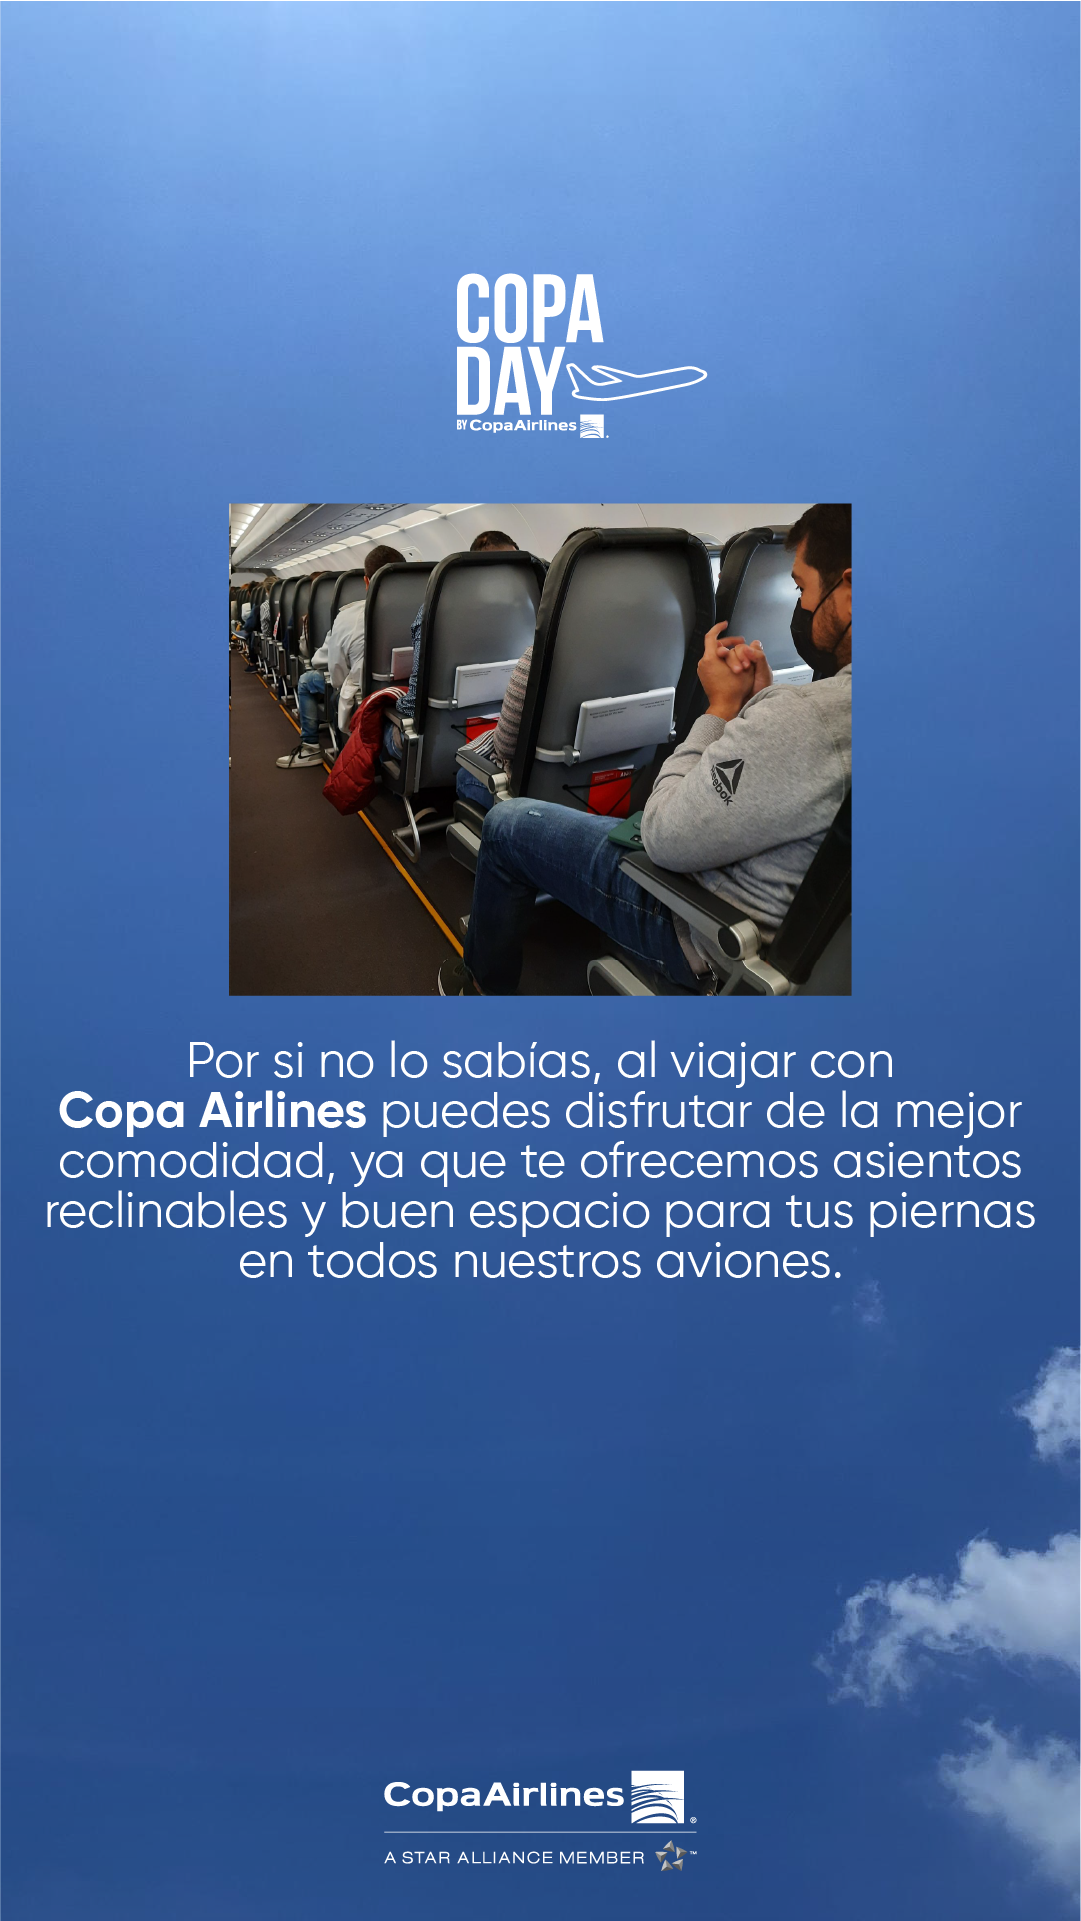 COPA
DAY
BY CopaAirlines
Reebok
Por si no lo sabías, al viajar con
Copa Airlines puedes disfrutar de la mejor
comodidad, ya que te ofrecemos asientos
reclinables y buen espacio para tus piernas
en todos nuestros aviones.
CopaAirlines®
A STAR ALLIANCE MEMBER ™